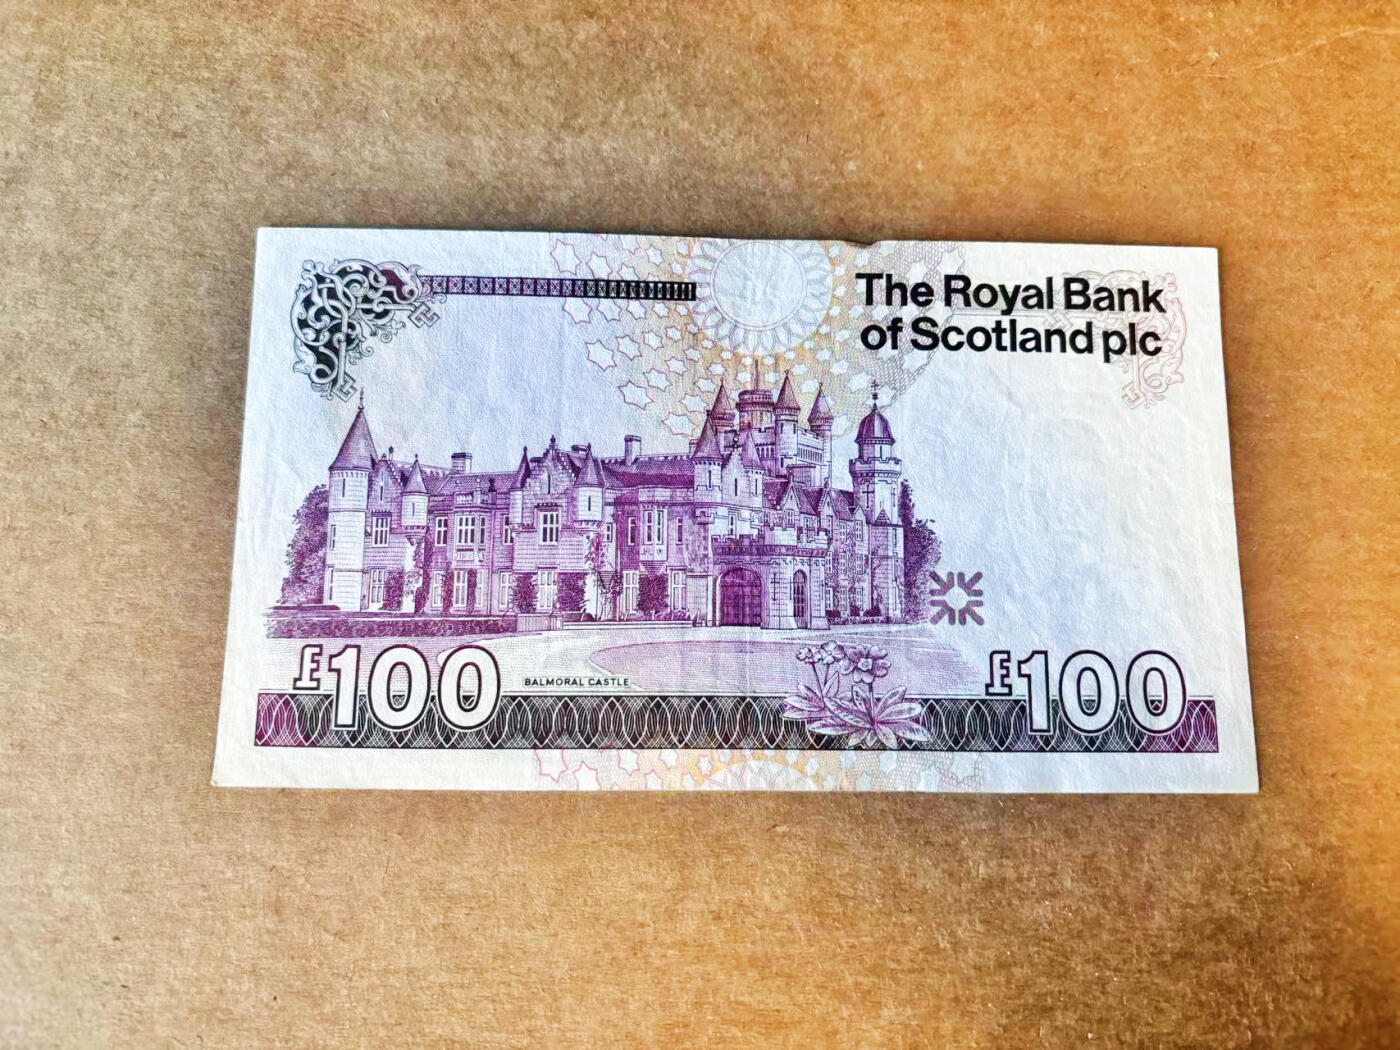 The Royal Bank
of Scotland plc
£100
BALMORAL CASTLE
£100